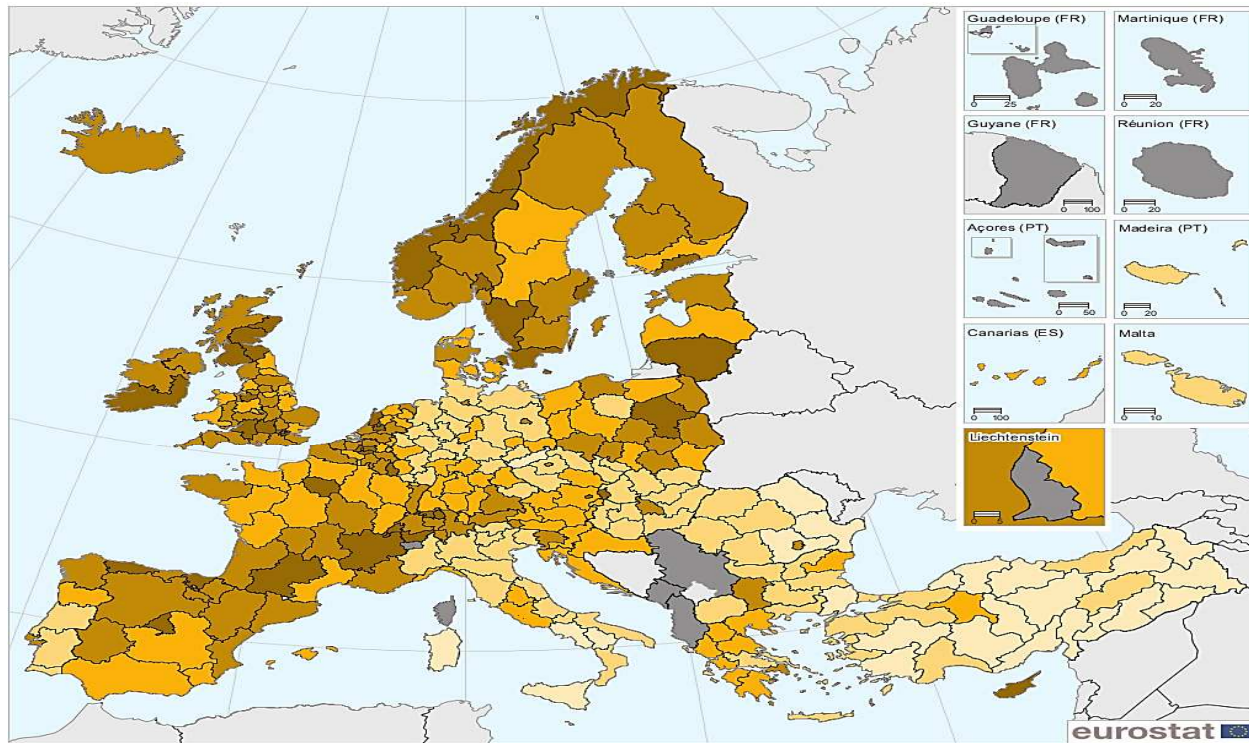 Guadeloupe (FR)
0 25
Martinique (FR)
0 20
Guyane (FR)
0 100
Réunion (FR)
0 20
Açores (PT)
0 50
Madeira (PT)
0 20
Canarias (ES)
0 100
Malta
0 10
Liechtenstein
0 5
eurostat